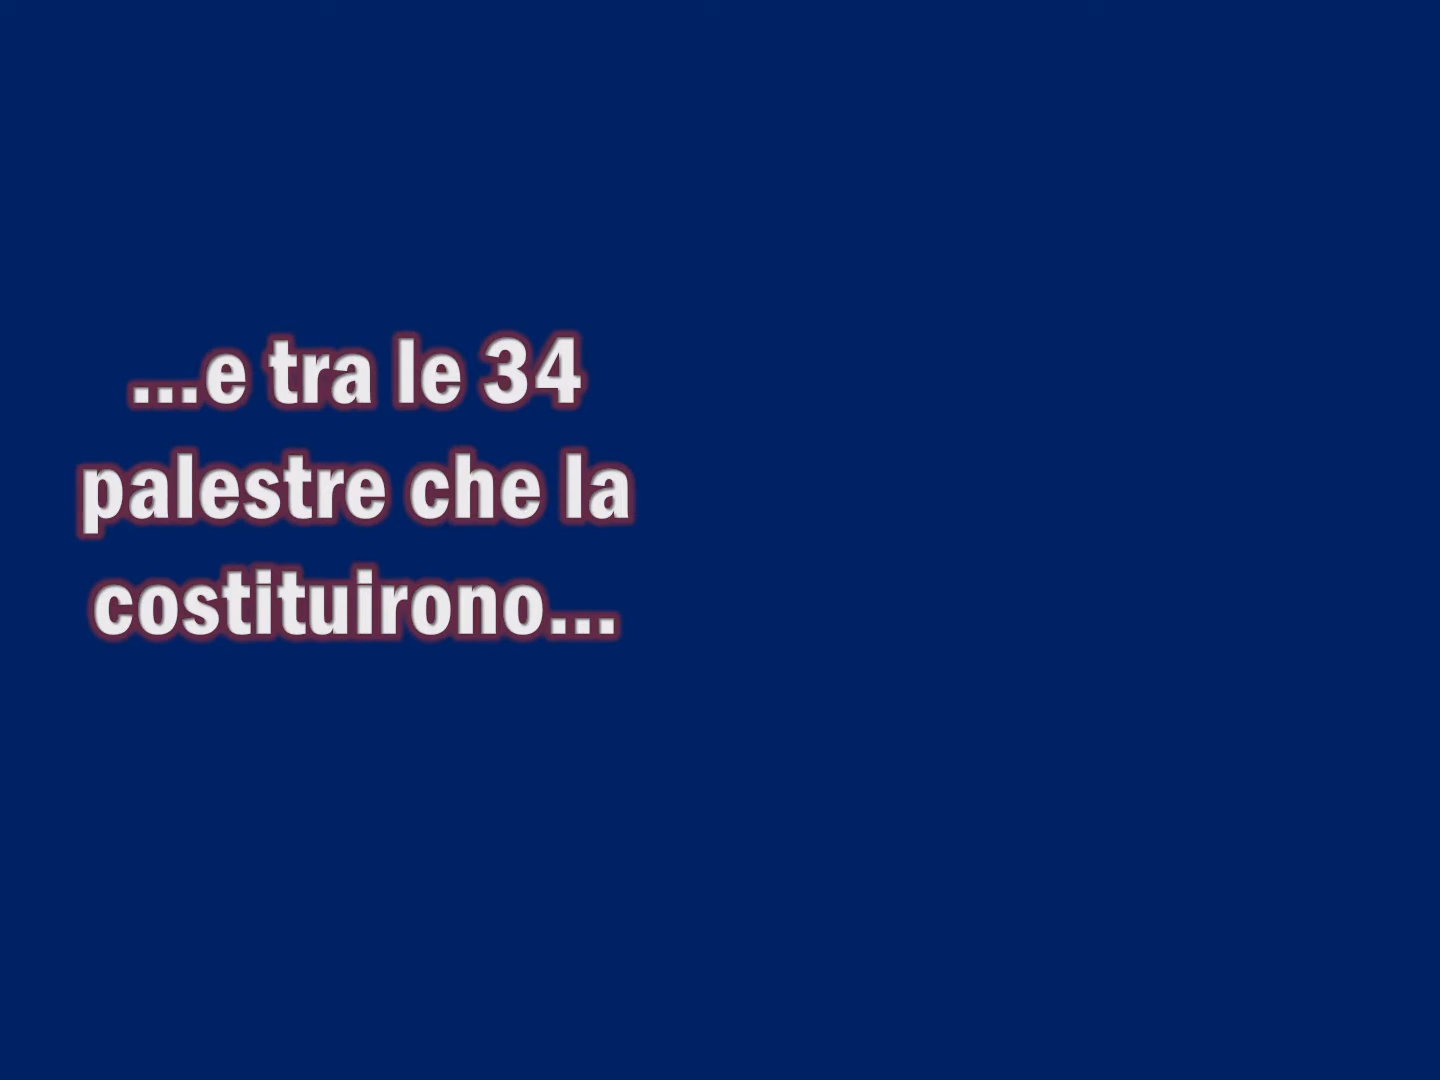 ...e tra le 34
palestre che la
costituirono...